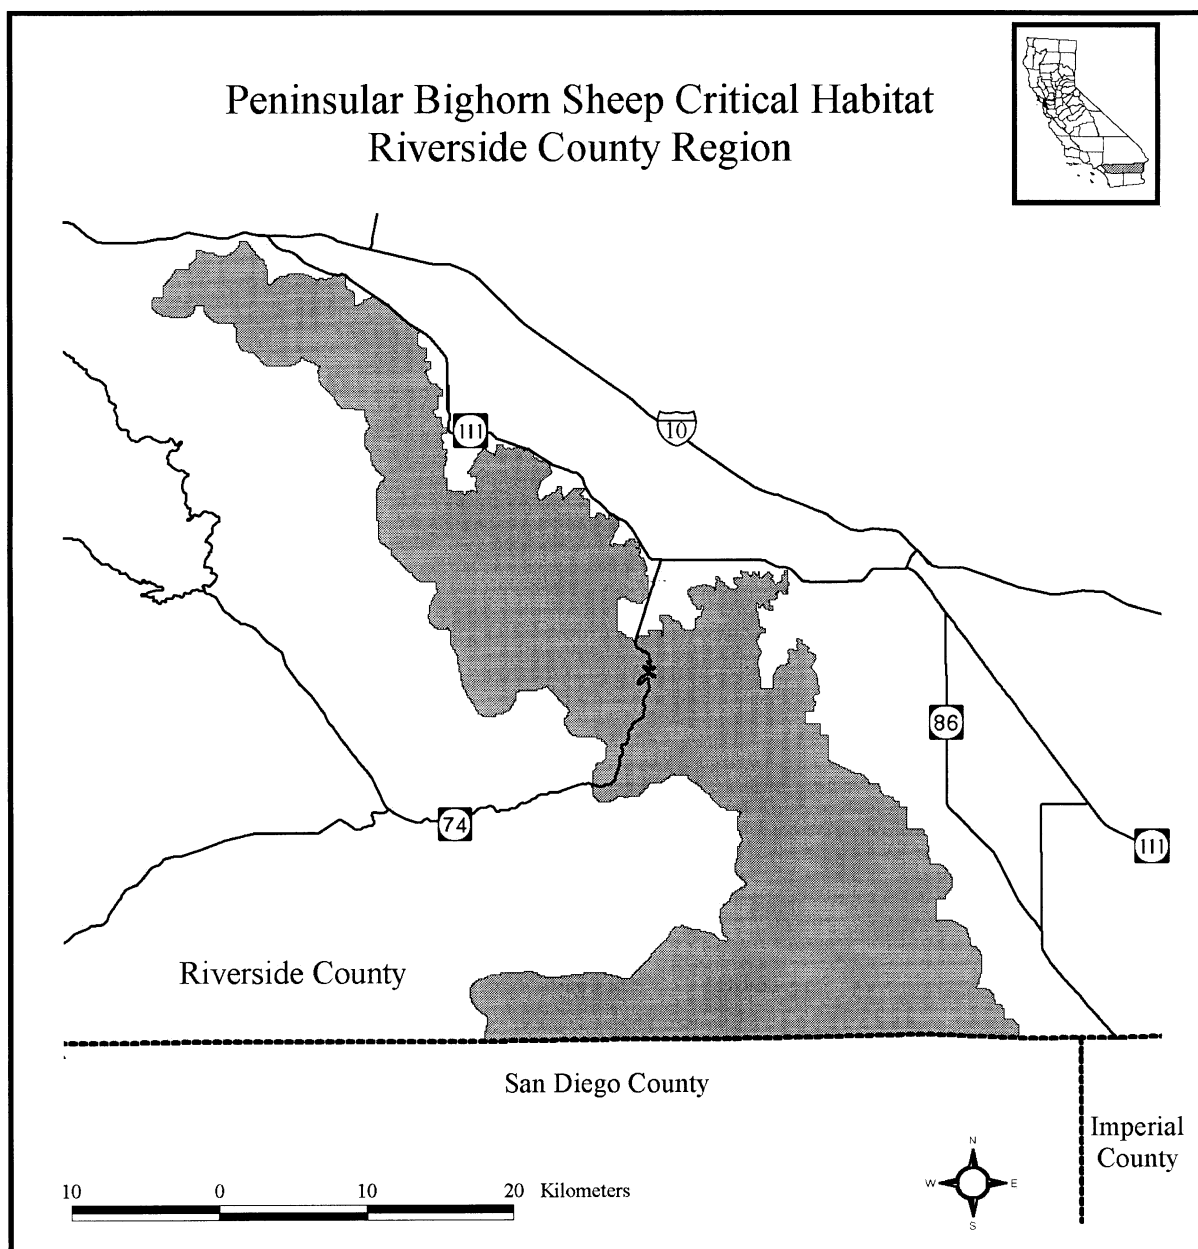 Peninsular Bighorn Sheep Critical Habitat
Riverside County Region
111
10
86
74
111
Riverside County
San Diego County
Imperial
County
10 0 10 20 Kilometers
N
W E
S